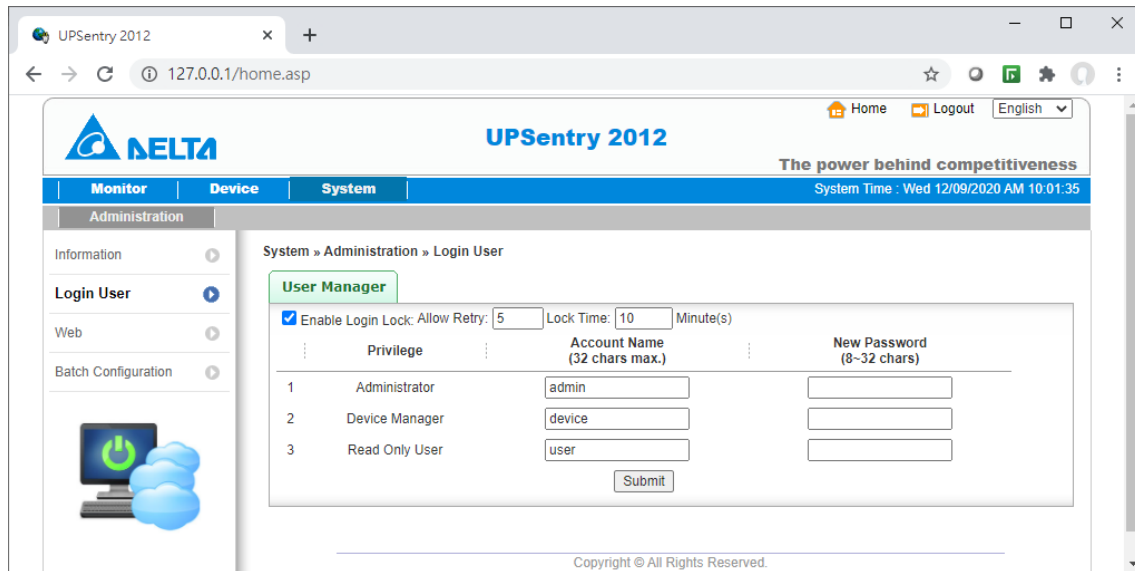 UPSentry 2012
127.0.0.1/home.asp
Home Logout English
DELTA
UPSentry 2012
The power behind competitiveness
Monitor Device System System Time : Wed 12/09/2020 AM 10:01:35
Administration
Information
Login User
Web
Batch Configuration
System » Administration » Login User
User Manager
Enable Login Lock: Allow Retry: 5 Lock Time: 10 Minute(s)
Privilege Account Name (32 chars max.) New Password (8~32 chars)
1 Administrator admin
2 Device Manager device
3 Read Only User user
Submit
Copyright © All Rights Reserved.